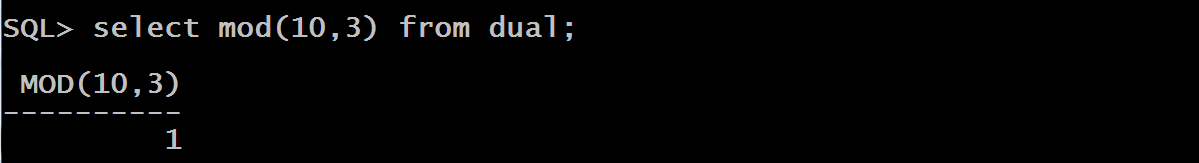 SQL> select mod(10,3) from dual;
MOD(10,3)
----------
1